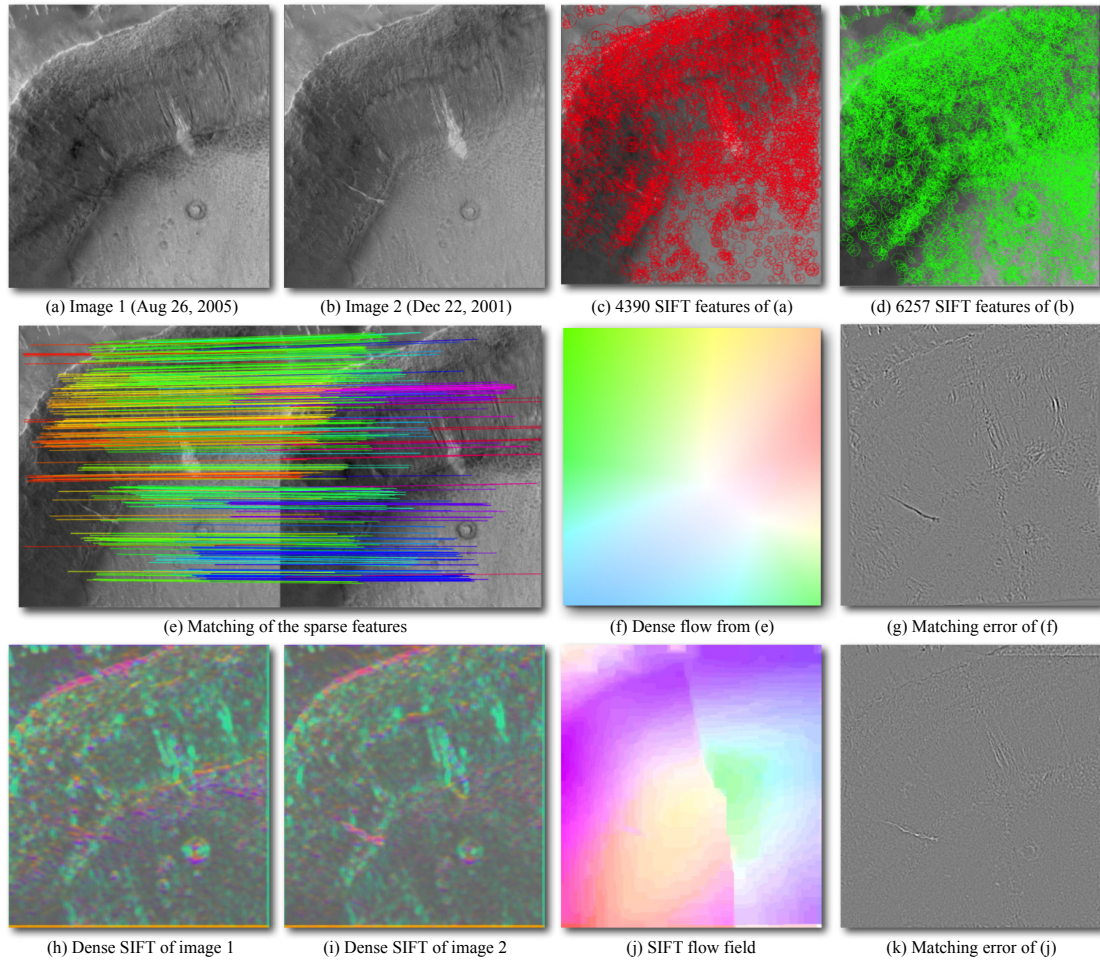 (a) Image 1 (Aug 26, 2005)
(b) Image 2 (Dec 22, 2001)
(c) 4390 SIFT features of (a)
(d) 6257 SIFT features of (b)
(e) Matching of the sparse features
(f) Dense flow from (e)
(g) Matching error of (f)
(h) Dense SIFT of image 1
(i) Dense SIFT of image 2
(j) SIFT flow field
(k) Matching error of (j)